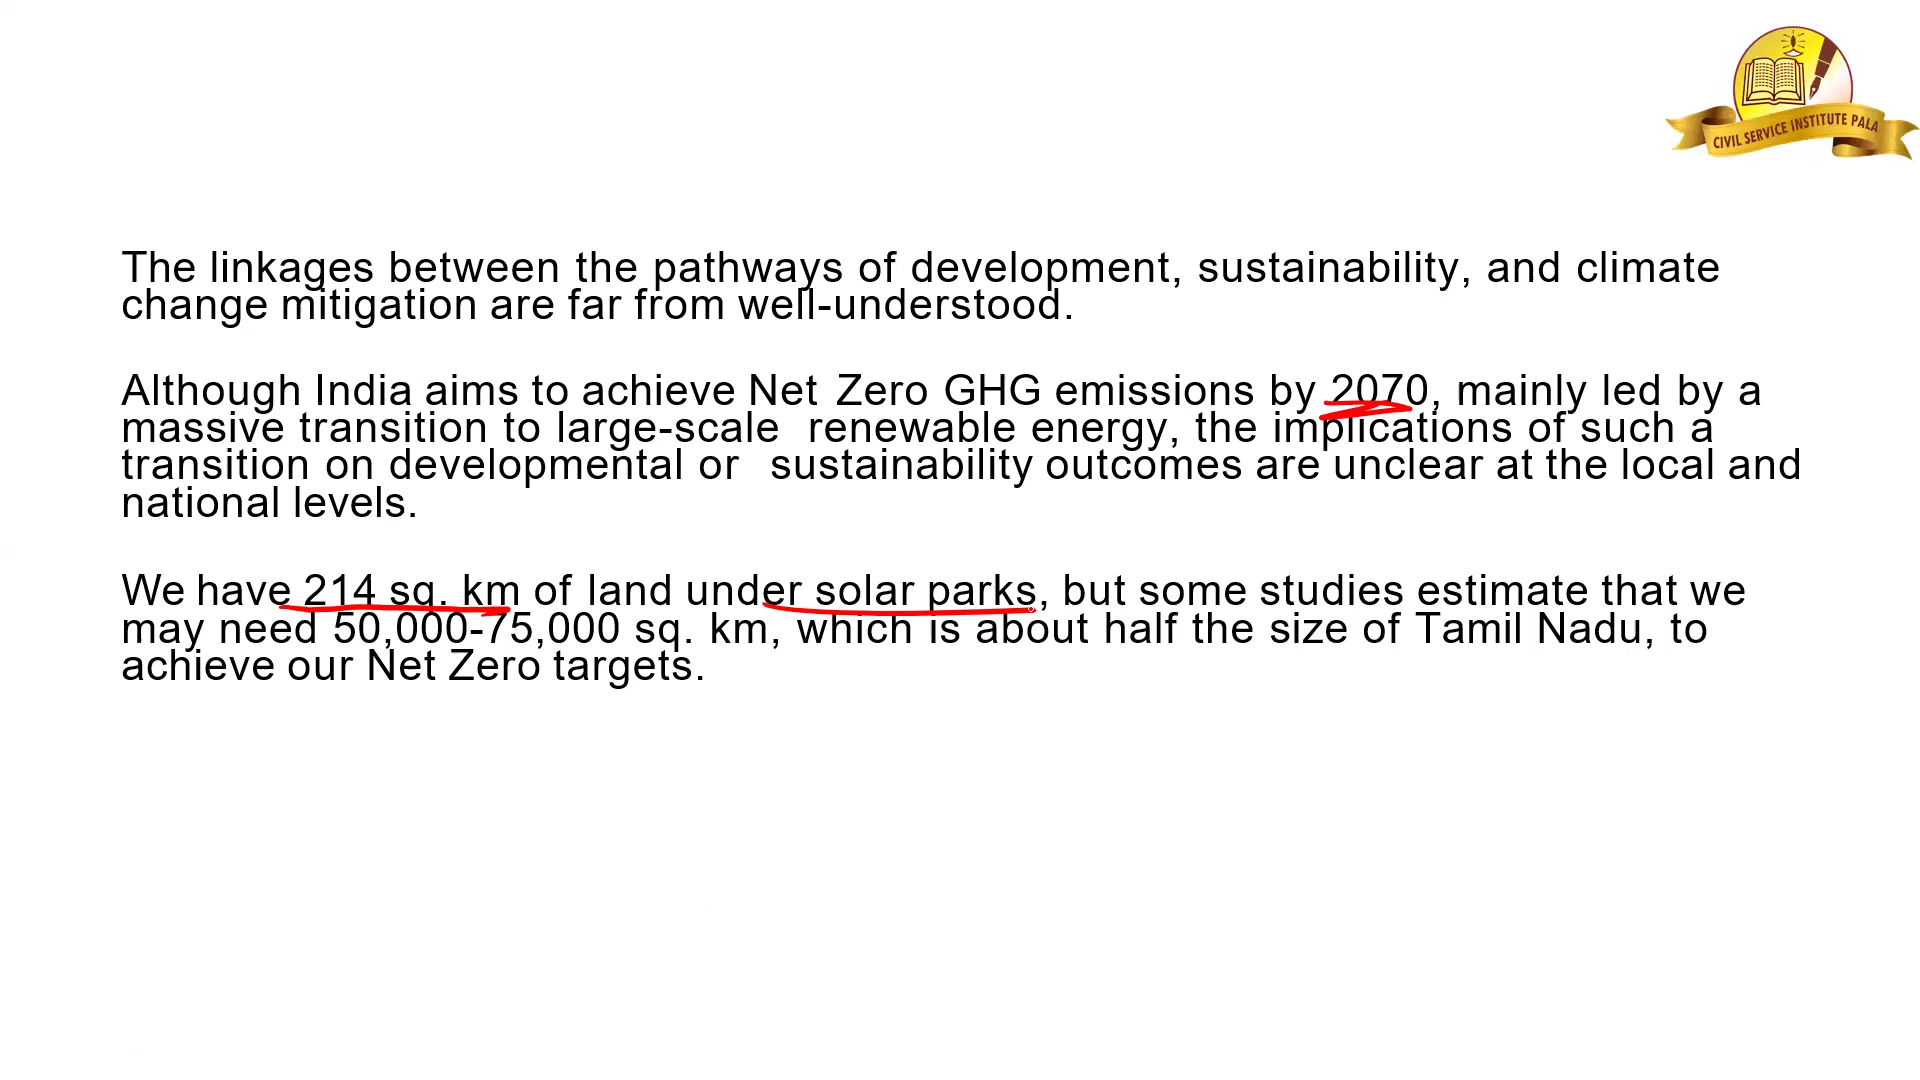 CIVIL SERVICE INSTITUTE PALA
The linkages between the pathways of development, sustainability, and climate
change mitigation are far from well-understood.
Although India aims to achieve Net Zero GHG emissions by 2070, mainly led by a
massive transition to large-scale renewable energy, the implications of such a
transition on developmental or sustainability outcomes are unclear at the local and
national levels.
We have 214 sq. km of land under solar parks, but some studies estimate that we
may need 50,000-75,000 sq. km, which is about half the size of Tamil Nadu, to
achieve our Net Zero targets.